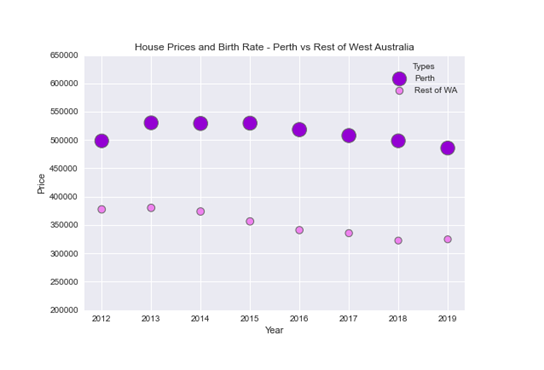 House Prices and Birth Rate - Perth vs Rest of West Australia
650000
600000
550000
500000
450000
400000
350000
300000
250000
200000
Price
Types
Perth
Rest of WA
2012 2013 2014 2015 2016 2017 2018 2019
Year